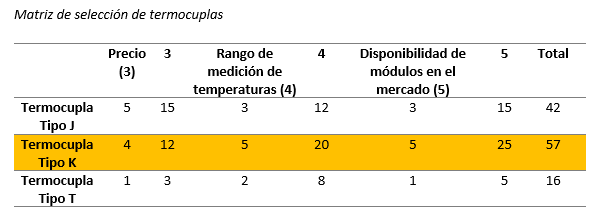 Matriz de selección de termocuplas
Precio (3) 3 Rango de medición de temperaturas (4) 4 Disponibilidad de módulos en el mercado (5) 5 Total
Termocupla Tipo J 5 15 3 12 3 15 42
Termocupla Tipo K 4 12 5 20 5 25 57
Termocupla Tipo T 1 3 2 8 1 5 16